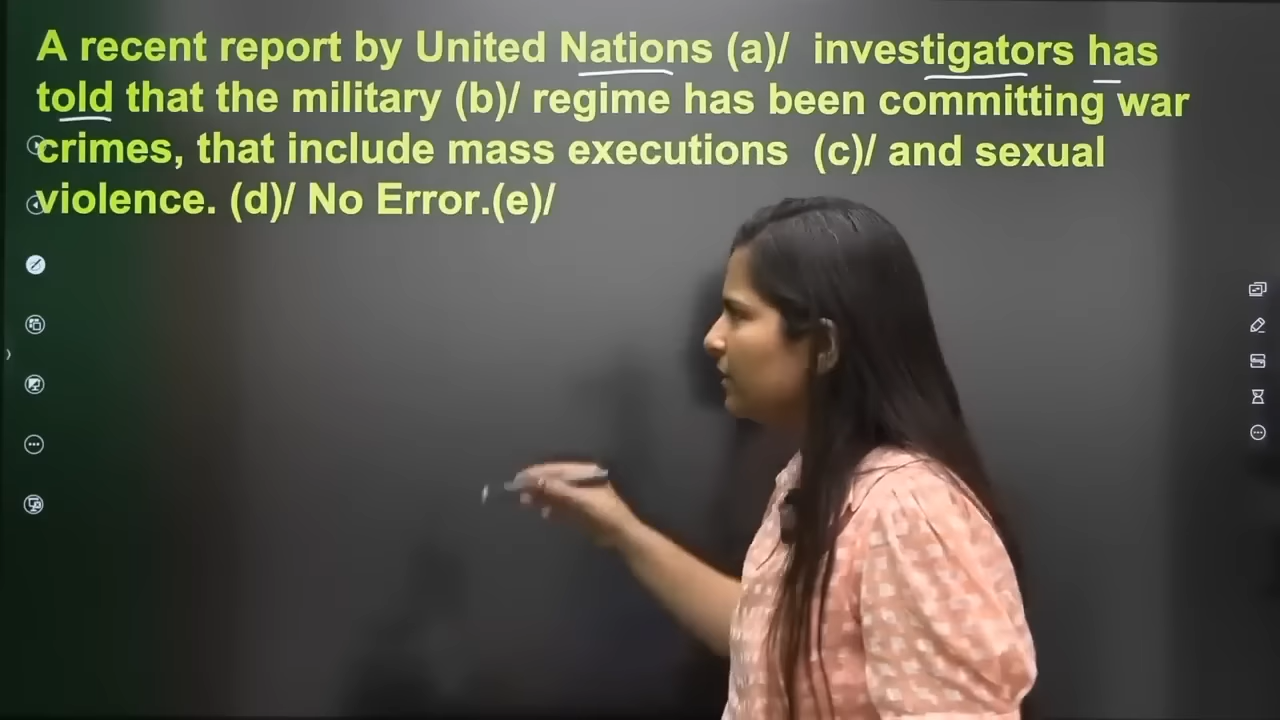 A recent report by United Nations (a)/ investigators has
told that the military (b)/ regime has been committing war
crimes, that include mass executions (c)/ and sexual
violence. (d)/ No Error.(e)/